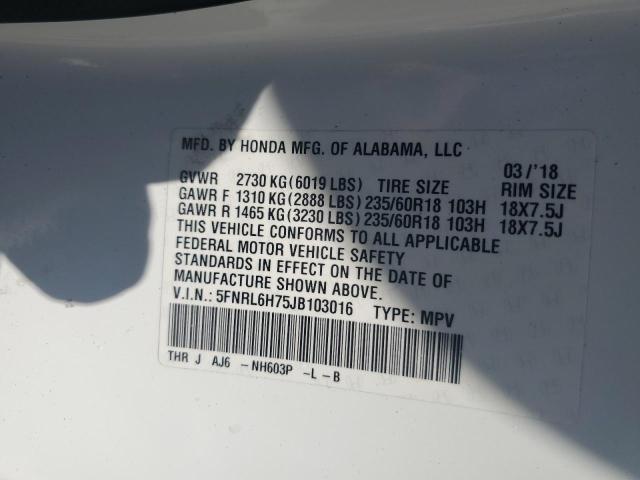 MFD. BY HONDA MFG. OF ALABAMA, LLC
03/'18
GVWR 2730 KG(6019 LBS) TIRE SIZE RIM SIZE
GAWR F 1310 KG(2888 LBS)235/60R18 103H 18X7.5J
GAWR R 1465 KG(3230 LBS)235/60R18 103H 18X7.5J
THIS VEHICLE CONFORMS TO ALL APPLICABLE
FEDERAL MOTOR VEHICLE SAFETY
STANDARDS IN EFFECT ON THE DATE OF
MANUFACTURE SHOWN ABOVE.
V.I.N.: 5FNRL6H75JB103016 TYPE: MPV
THR J AJ6 - NH603P -L-B